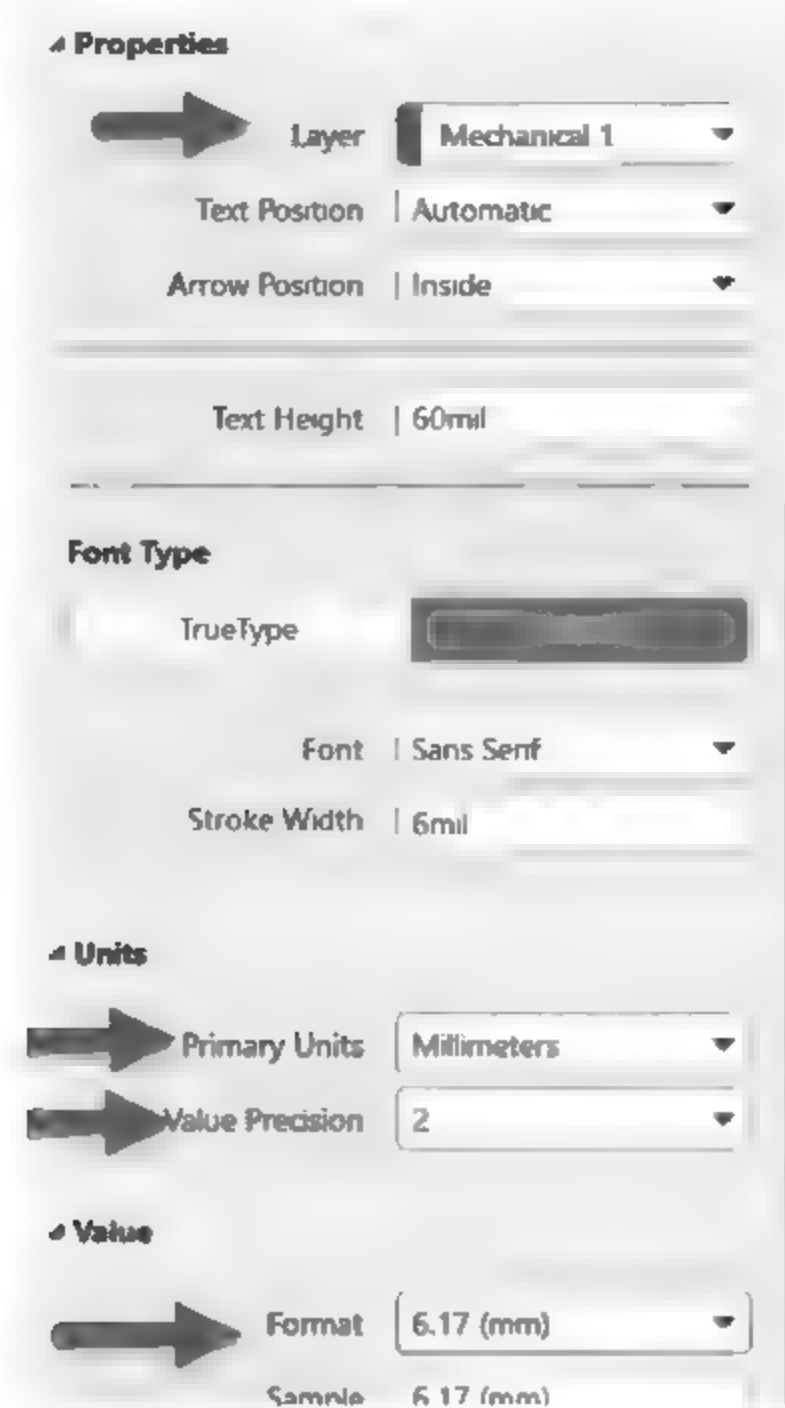 Properties
Layer Mechanical 1
Text Position Automatic
Arrow Position Inside
Text Height 60mil
Font Type
TrueType
Font Sans Serif
Stroke Width 6mil
Units
Primary Units Millimeters
Value Precision 2
Value
Format 6.17 (mm)
Sample 6.17 (mm)